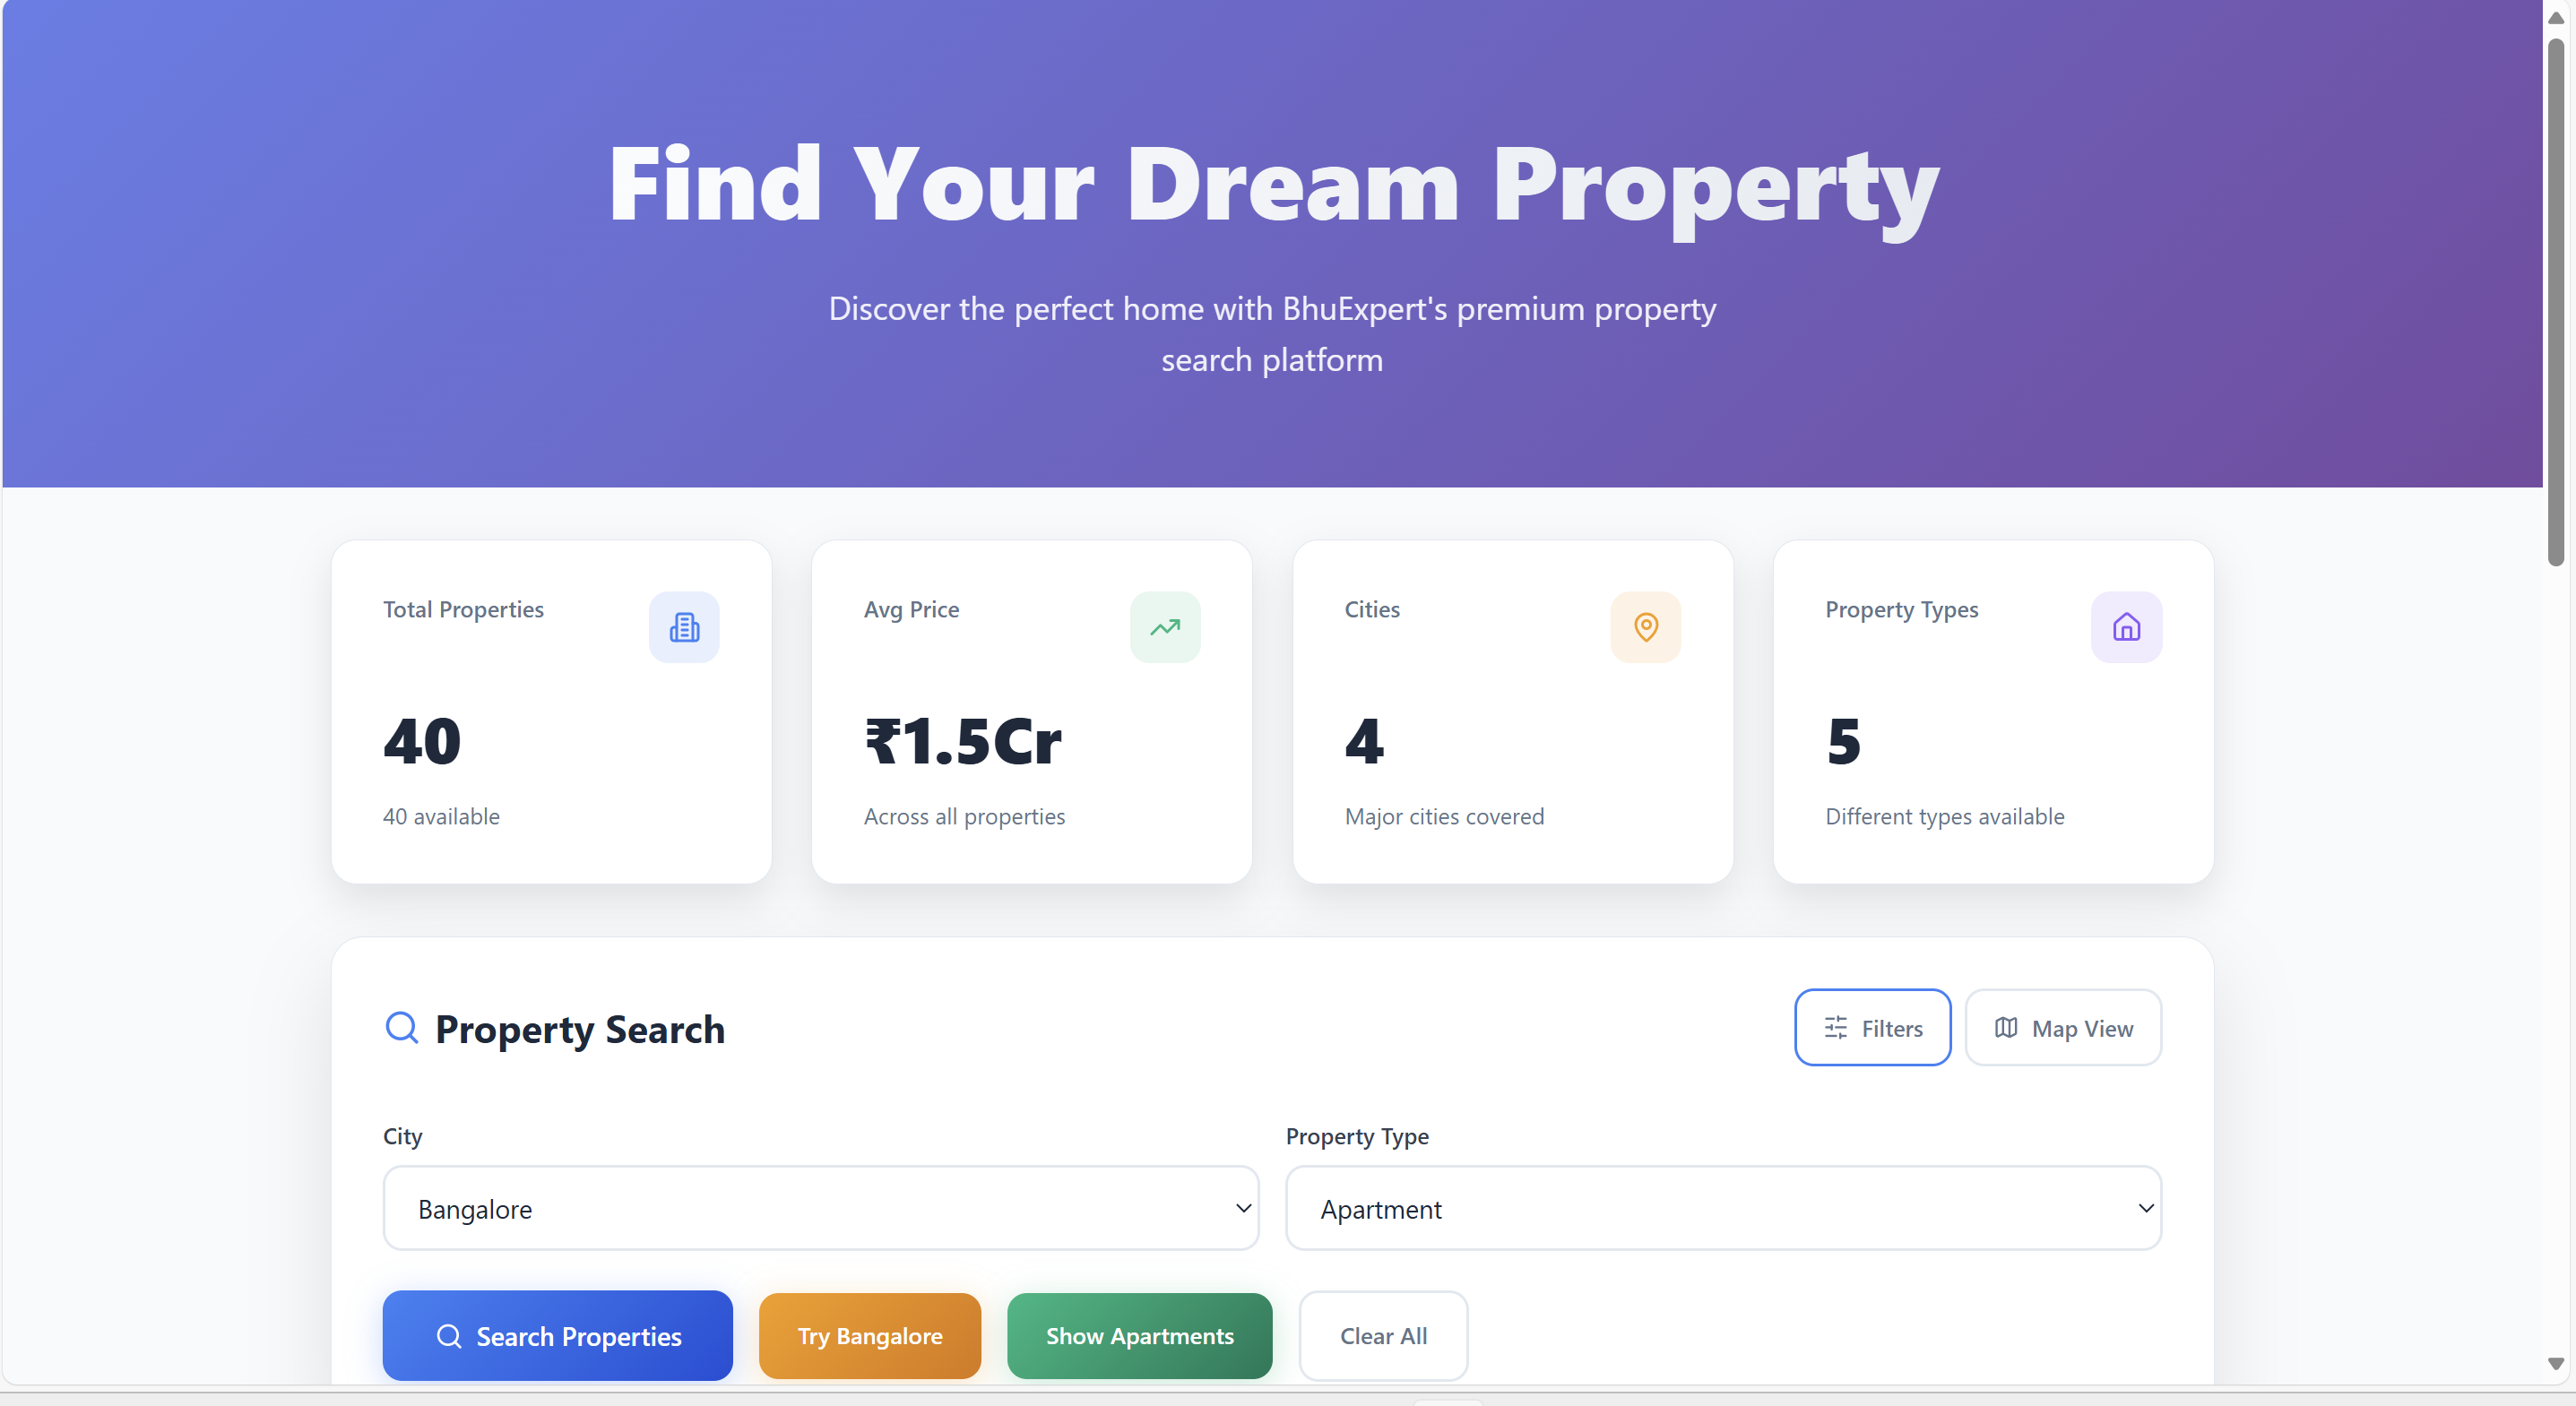 Find Your Dream Property
Discover the perfect home with BhuExpert's premium property
search platform
Total Properties
40
40 available
Avg Price
₹1.5Cr
Across all properties
Cities
4
Major cities covered
Property Types
5
Different types available
Property Search
Filters
Map View
City
Bangalore
Property Type
Apartment
Search Properties
Try Bangalore
Show Apartments
Clear All